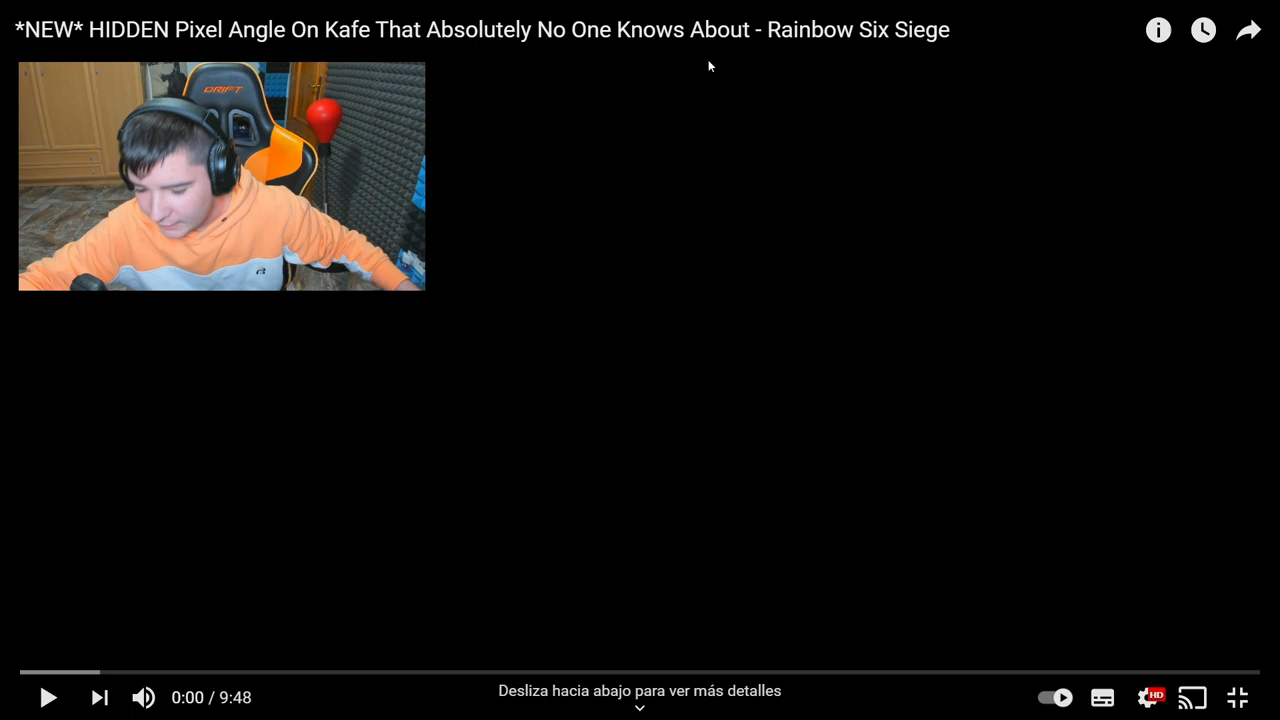 *NEW* HIDDEN Pixel Angle On Kafe That Absolutely No One Knows About - Rainbow Six Siege
DRIFT
0:00 / 9:48
Desliza hacia abajo para ver más detalles
HD